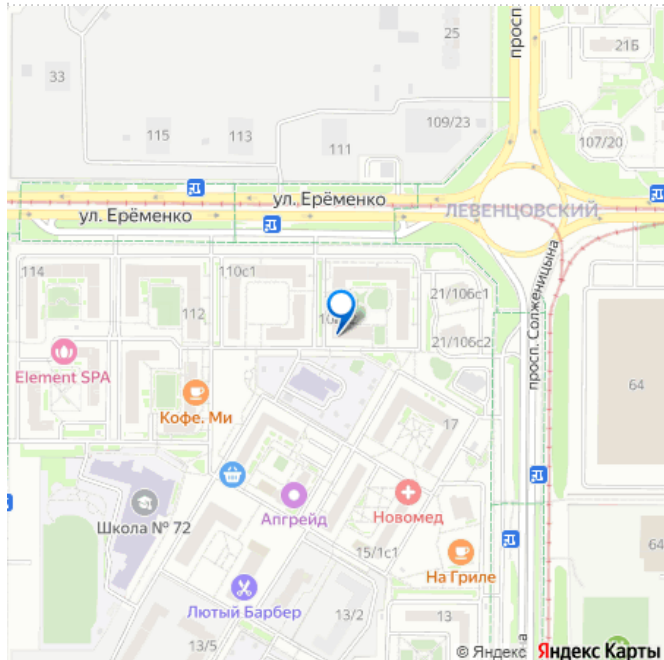 просп.
25
21Б
33
115
113
111
109/23
107/20
ул. Ерёменко
ул. Ерёменко
ЛЕВЕНЦОВСКИЙ
114
110с1
112
21/106с1
21/106с2
просп. Солженицына
Element SPA
Кофе. Ми
64
17
Школа № 72
Апгрейд
Новомед
15/1с1
На Гриле
64
Лютый Барбер
13/2
13
13/5
© Яндекс Яндекс Карты